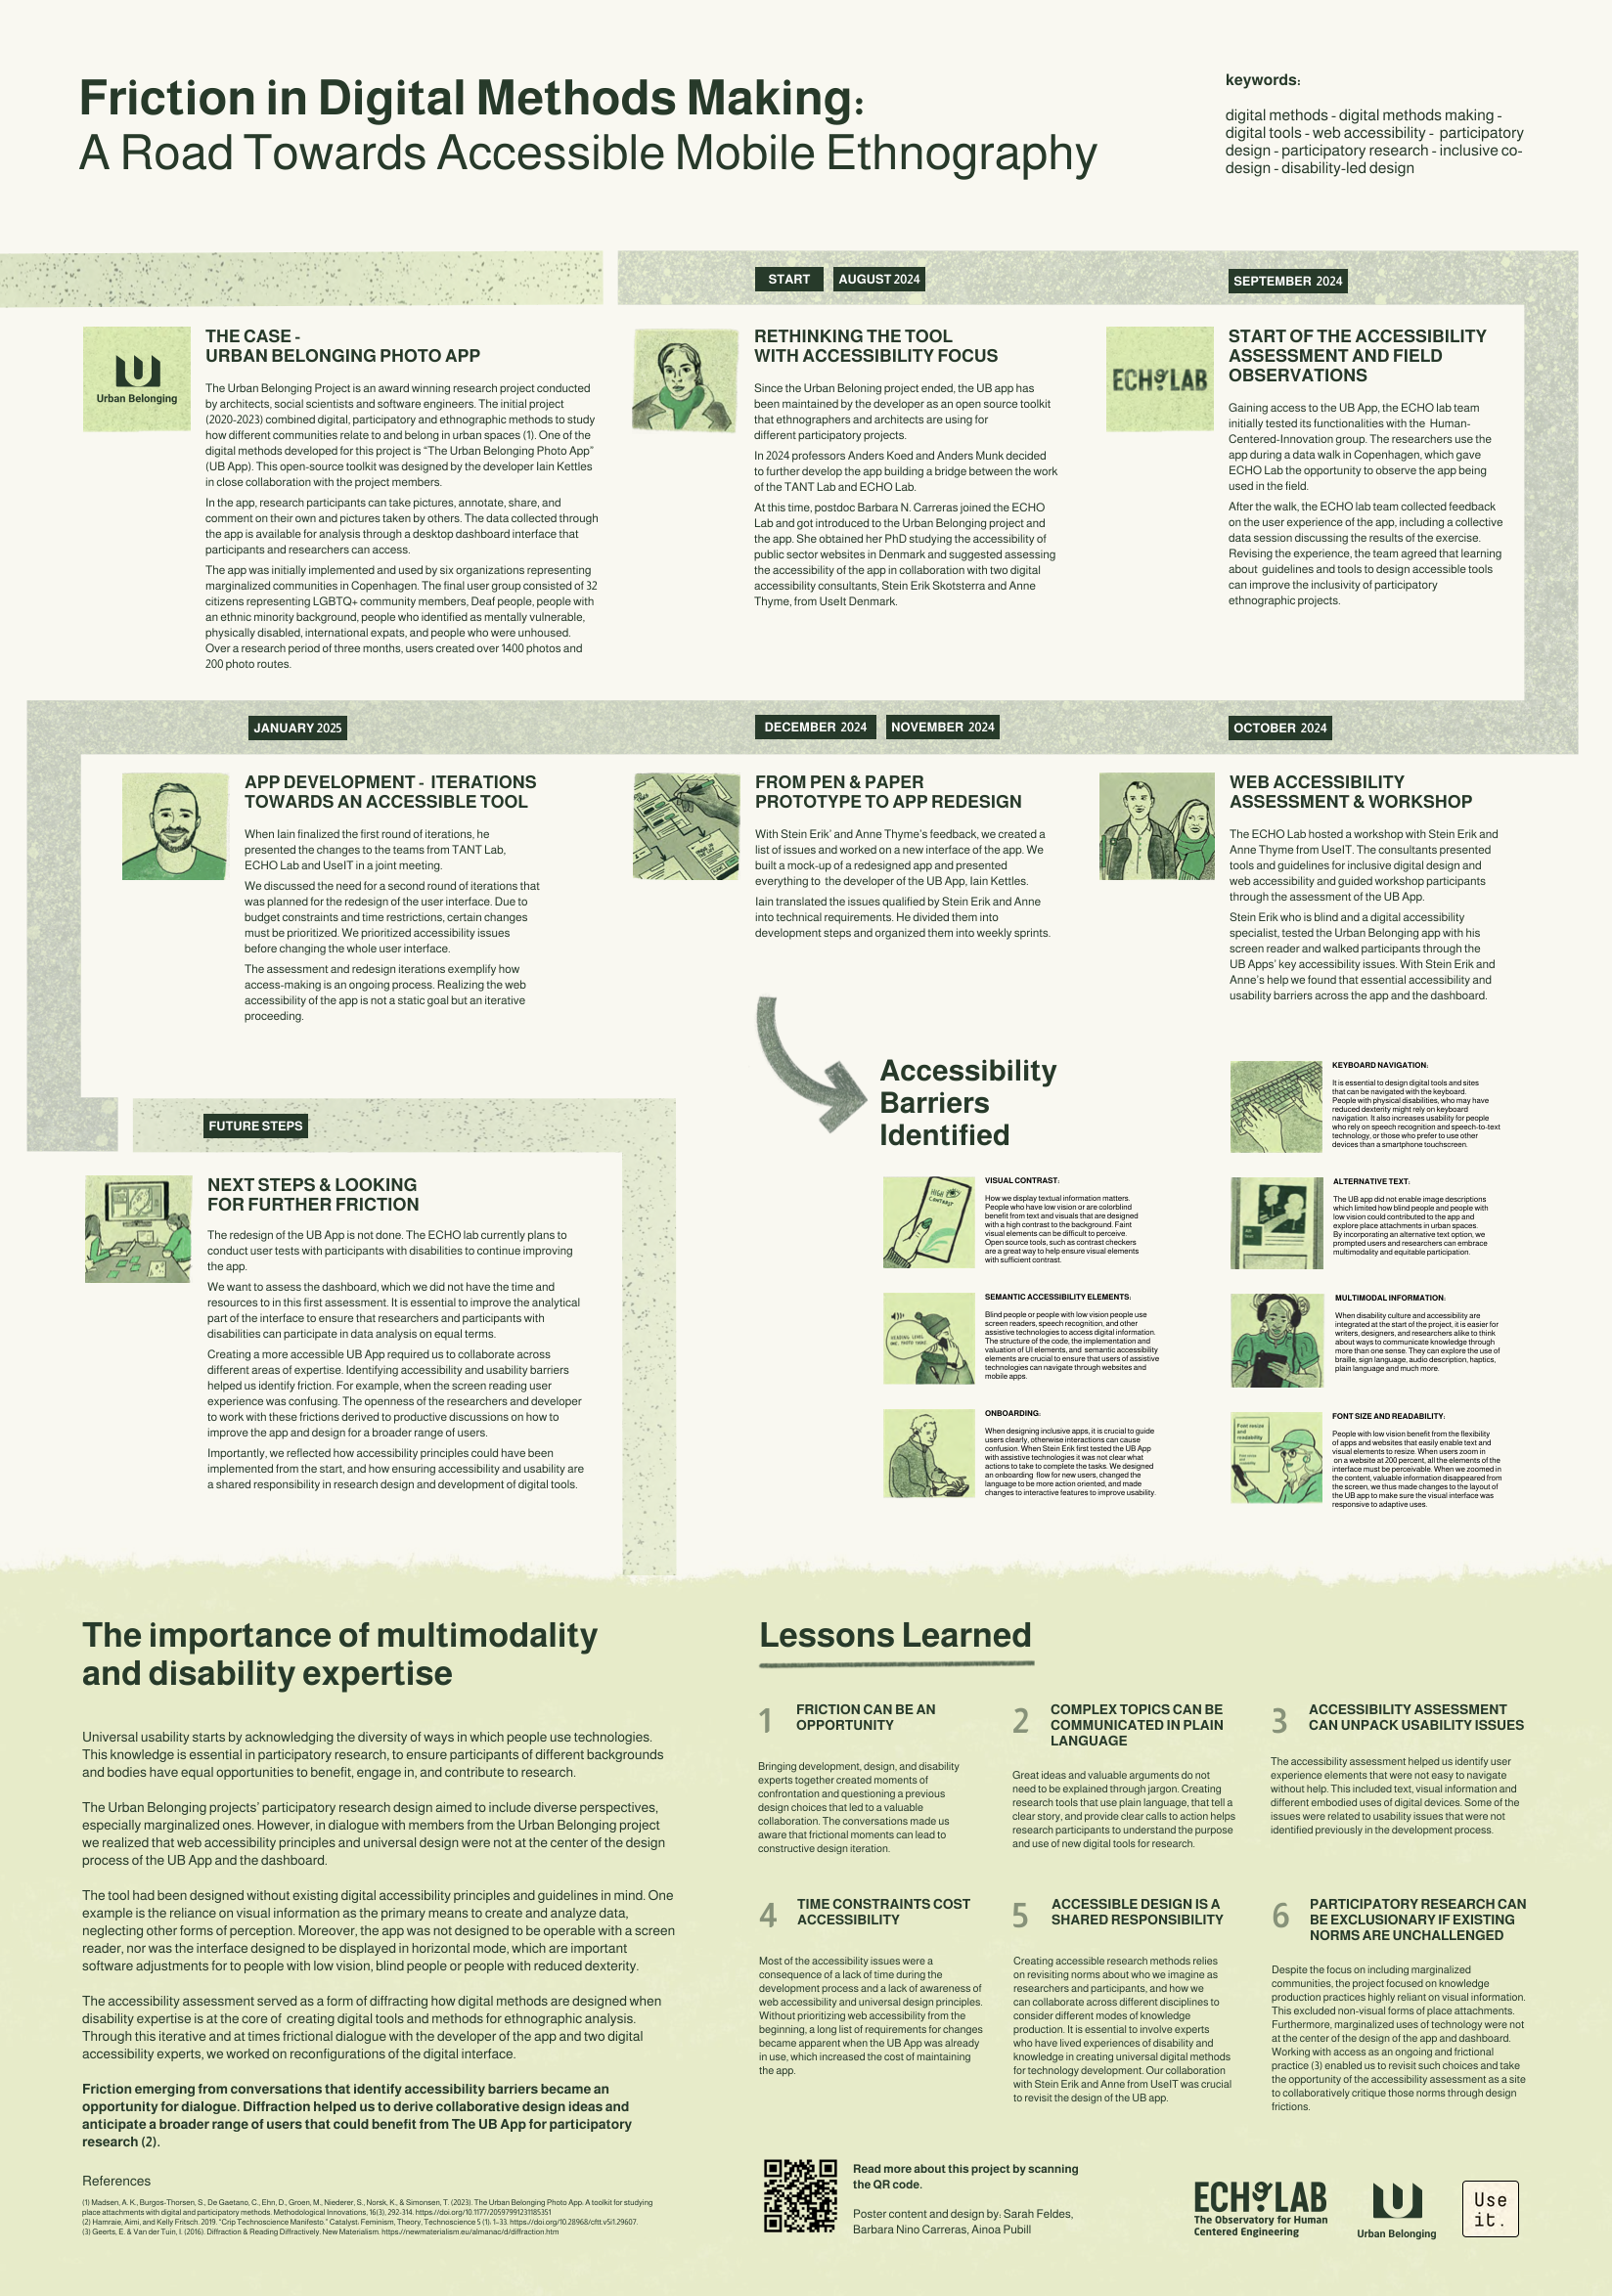 Friction in Digital Methods Making:
A Road Towards Accessible Mobile Ethnography
keywords:
digital methods - digital methods making -
digital tools - web accessibility - participatory
design - participatory research - inclusive co-
design - disability-led design
THE CASE -
URBAN BELONGING PHOTO APP
Urban Belonging
The Urban Belonging Project is an award winning research project conducted
by architects, social scientists and software engineers. The initial project
(2020-2023) combined digital, participatory and ethnographic methods to study
how different communities relate to and belong in urban spaces (1). One of the
digital methods developed for this project is “The Urban Belonging Photo App”
(UB App). This open-source toolkit was designed by the developer Iain Kettles
in close collaboration with the project members.
In the app, research participants can take pictures, annotate, share, and
comment on their own and pictures taken by others. The data collected through
the app is available for analysis through a desktop dashboard interface that
participants and researchers can access.
The app was initially implemented and used by six organizations representing
marginalized communities in Copenhagen. The final user group consisted of 32
citizens representing LGBTQ+ community members, Deaf people, people with
an ethnic minority background, people who identified as mentally vulnerable,
physically disabled, international expats, and people who were unhoused.
Over a research period of three months, users created over 1400 photos and
200 photo routes.
START
AUGUST 2024
RETHINKING THE TOOL
WITH ACCESSIBILITY FOCUS
Since the Urban Beloning project ended, the UB app has
been maintained by the developer as an open source toolkit
that ethnographers and architects are using for
different participatory projects.
In 2024 professors Anders Koed and Anders Munk decided
to further develop the app building a bridge between the work
of the TANT Lab and ECHO Lab.
At this time, postdoc Barbara N. Carreras joined the ECHO
Lab and got introduced to the Urban Belonging project and
the app. She obtained her PhD studying the accessibility of
public sector websites in Denmark and suggested assessing
the accessibility of the app in collaboration with two digital
accessibility consultants, Stein Erik Skotsterra and Anne
Thyme, from UseIt Denmark.
SEPTEMBER 2024
ECHO LAB
START OF THE ACCESSIBILITY
ASSESSMENT AND FIELD
OBSERVATIONS
Gaining access to the UB App, the ECHO lab team
initially tested its functionalities with the Human-
Centered-Innovation group. The researchers use the
app during a data walk in Copenhagen, which gave
ECHO Lab the opportunity to observe the app being
used in the field.
After the walk, the ECHO lab team collected feedback
on the user experience of the app, including a collective
data session discussing the results of the exercise.
Revising the experience, the team agreed that learning
about guidelines and tools to design accessible tools
can improve the inclusivity of participatory
ethnographic projects.
JANUARY 2025
APP DEVELOPMENT - ITERATIONS
TOWARDS AN ACCESSIBLE TOOL
When Iain finalized the first round of iterations, he
presented the changes to the teams from TANT Lab,
ECHO Lab and UseIT in a joint meeting.
We discussed the need for a second round of iterations that
was planned for the redesign of the user interface. Due to
budget constraints and time restrictions, certain changes
must be prioritized. We prioritized accessibility issues
before changing the whole user interface.
The assessment and redesign iterations exemplify how
access-making is an ongoing process. Realizing the web
accessibility of the app is not a static goal but an iterative
proceeding.
DECEMBER 2024
NOVEMBER 2024
FROM PEN & PAPER
PROTOTYPE TO APP REDESIGN
With Stein Erik’ and Anne Thyme’s feedback, we created a
list of issues and worked on a new interface of the app. We
built a mock-up of a redesigned app and presented
everything to the developer of the UB App, Iain Kettles.
Iain translated the issues qualified by Stein Erik and Anne
into technical requirements. He divided them into
development steps and organized them into weekly sprints.
OCTOBER 2024
WEB ACCESSIBILITY
ASSESSMENT & WORKSHOP
The ECHO Lab hosted a workshop with Stein Erik and
Anne Thyme from UseIT. The consultants presented
tools and guidelines for inclusive digital design and
web accessibility and guided workshop participants
through the assessment of the UB App.
Stein Erik who is blind and a digital accessibility
specialist, tested the Urban Belonging app with his
screen reader and walked participants through the
UB Apps’ key accessibility issues. With Stein Erik and
Anne’s help we found that essential accessibility and
usability barriers across the app and the dashboard.
Accessibility
Barriers
Identified
KEYBOARD NAVIGATION:
It is essential to design digital tools and sites
that can be navigated with the keyboard.
People with physical disabilities, who may have
reduced dexterity might rely on keyboard
navigation. It also increases usability for people
who rely on speech recognition and speech-to-text
technology, or those who prefer to use other
devices than a smartphone touchscreen.
HIGH
CONTRAST
VISUAL CONTRAST:
How we display textual information matters.
People who have low vision or are colorblind
benefit from text and visuals that are designed
with a high contrast to the background. Faint
visual elements can be difficult to perceive.
Open source tools, such as contrast checkers
are a great way to help ensure visual elements
with sufficient contrast.
ALTERNATIVE TEXT:
The UB app did not enable image descriptions
which limited how blind people and people with
low vision could contributed to the app and
explore place attachments in urban spaces.
By incorporating an alternative text option, we
prompted users and researchers can embrace
multimodality and equitable participation.
SEMANTIC ACCESSIBILITY ELEMENTS:
Blind people or people with low vision people use
screen readers, speech recognition, and other
assistive technologies to access digital information.
The structure of the code, the implementation and
valuation of UI elements, and semantic accessibility
elements are crucial to ensure that users of assistive
technologies can navigate through websites and
mobile apps.
MULTIMODAL INFORMATION:
When disability culture and accessibility are
integrated at the start of the project, it is easier for
writers, designers, and researchers alike to think
about ways to communicate knowledge through
more than one sense. They can explore the use of
braille, sign language, audio description, haptics,
plain language and much more.
ONBOARDING:
When designing inclusive apps, it is crucial to guide
users clearly, otherwise interactions can cause
confusion. When Stein Erik first tested the UB App
with assistive technologies it was not clear what
actions to take to complete the tasks. We designed
an onboarding flow for new users, changed the
language to be more action oriented, and made
changes to interactive features to improve usability.
Font resize
and
readability
FONT SIZE AND READABILITY:
People with low vision benefit from the flexibility
of apps and websites that easily enable text and
visual elements to resize. When users zoom in
on a website at 200 percent, all the elements of the
interface must be perceivable. When we zoomed in
the content, valuable information disappeared from
the screen, we thus made changes to the layout of
the UB app to make sure the visual interface was
responsive to adaptive uses.
FUTURE STEPS
NEXT STEPS & LOOKING
FOR FURTHER FRICTION
The redesign of the UB App is not done. The ECHO lab currently plans to
conduct user tests with participants with disabilities to continue improving
the app.
We want to assess the dashboard, which we did not have the time and
resources to in this first assessment. It is essential to improve the analytical
part of the interface to ensure that researchers and participants with
disabilities can participate in data analysis on equal terms.
Creating a more accessible UB App required us to collaborate across
different areas of expertise. Identifying accessibility and usability barriers
helped us identify friction. For example, when the screen reading user
experience was confusing. The openness of the researchers and developer
to work with these frictions derived to productive discussions on how to
improve the app and design for a broader range of users.
Importantly, we reflected how accessibility principles could have been
implemented from the start, and how ensuring accessibility and usability are
a shared responsibility in research design and development of digital tools.
The importance of multimodality
and disability expertise
Universal usability starts by acknowledging the diversity of ways in which people use technologies.
This knowledge is essential in participatory research, to ensure participants of different backgrounds
and bodies have equal opportunities to benefit, engage in, and contribute to research.
The Urban Belonging projects’ participatory research design aimed to include diverse perspectives,
especially marginalized ones. However, in dialogue with members from the Urban Belonging project
we realized that web accessibility principles and universal design were not at the center of the design
process of the UB App and the dashboard.
The tool had been designed without existing digital accessibility principles and guidelines in mind. One
example is the reliance on visual information as the primary means to create and analyze data,
neglecting other forms of perception. Moreover, the app was not designed to be operable with a screen
reader, nor was the interface designed to be displayed in horizontal mode, which are important
software adjustments for to people with low vision, blind people or people with reduced dexterity.
The accessibility assessment served as a form of diffracting how digital methods are designed when
disability expertise is at the core of creating digital tools and methods for ethnographic analysis.
Through this iterative and at times frictional dialogue with the developer of the app and two digital
accessibility experts, we worked on reconfigurations of the digital interface.
Friction emerging from conversations that identify accessibility barriers became an
opportunity for dialogue. Diffraction helped us to derive collaborative design ideas and
anticipate a broader range of users that could benefit from The UB App for participatory
research (2).
References
(1) Madsen, A. K., Burgos-Thorsen, S., De Gaetano, C., Ehn, D., Groen, M., Niederer, S., Norsk, K., & Simonsen, T. (2023). The Urban Belonging Photo App. A toolkit for studying
place attachments with digital and participatory methods. Methodological Innovations, 16(3), 292-314. https://doi.org/10.1177/20597991231185351
(2) Hamraie, Aimi, and Kelly Fritsch. 2019. “Crip Technoscience Manifesto.” Catalyst: Feminism, Theory, Technoscience 5 (1): 1–33. https://doi.org/10.28968/cftt.v5i1.29607.
(3) Geerts, E. & Van der Tuin, I. (2016). Diffraction & Reading Diffractively. New Materialism. https://newmaterialism.eu/almanac/d/diffraction.htm
Lessons Learned
1
FRICTION CAN BE AN
OPPORTUNITY
Bringing development, design, and disability
experts together created moments of
confrontation and questioning a previous
design choices that led to a valuable
collaboration. The conversations made us
aware that frictional moments can lead to
constructive design iteration.
2
COMPLEX TOPICS CAN BE
COMMUNICATED IN PLAIN
LANGUAGE
Great ideas and valuable arguments do not
need to be explained through jargon. Creating
research tools that use plain language, that tell a
clear story, and provide clear calls to action helps
research participants to understand the purpose
and use of new digital tools for research.
3
ACCESSIBILITY ASSESSMENT
CAN UNPACK USABILITY ISSUES
The accessibility assessment helped us identify user
experience elements that were not easy to navigate
without help. This included text, visual information and
different embodied uses of digital devices. Some of the
issues were related to usability issues that were not
identified previously in the development process.
4
TIME CONSTRAINTS COST
ACCESSIBILITY
Most of the accessibility issues were a
consequence of a lack of time during the
development process and a lack of awareness of
web accessibility and universal design principles.
Without prioritizing web accessibility from the
beginning, a long list of requirements for changes
became apparent when the UB App was already
in use, which increased the cost of maintaining
the app.
5
ACCESSIBLE DESIGN IS A
SHARED RESPONSIBILITY
Creating accessible research methods relies
on revisiting norms about who we imagine as
researchers and participants, and how we
can collaborate across different disciplines to
consider different modes of knowledge
production. It is essential to involve experts
who have lived experiences of disability and
knowledge in creating universal digital methods
for technology development. Our collaboration
with Stein Erik and Anne from UseIT was crucial
to revisit the design of the UB app.
6
PARTICIPATORY RESEARCH CAN
BE EXCLUSIONARY IF EXISTING
NORMS ARE UNCHALLENGED
Despite the focus on including marginalized
communities, the project focused on knowledge
production practices highly reliant on visual information.
This excluded non-visual forms of place attachments.
Furthermore, marginalized uses of technology were not
at the center of the design of the app and dashboard.
Working with access as an ongoing and frictional
practice (3) enabled us to revisit such choices and take
the opportunity of the accessibility assessment as a site
to collaboratively critique those norms through design
frictions.
Read more about this project by scanning
the QR code.
Poster content and design by: Sarah Feldes,
Barbara Nino Carreras, Ainoa Pubill
ECHO LAB
The Observatory for Human
Centered Engineering
Urban Belonging
Use
it.